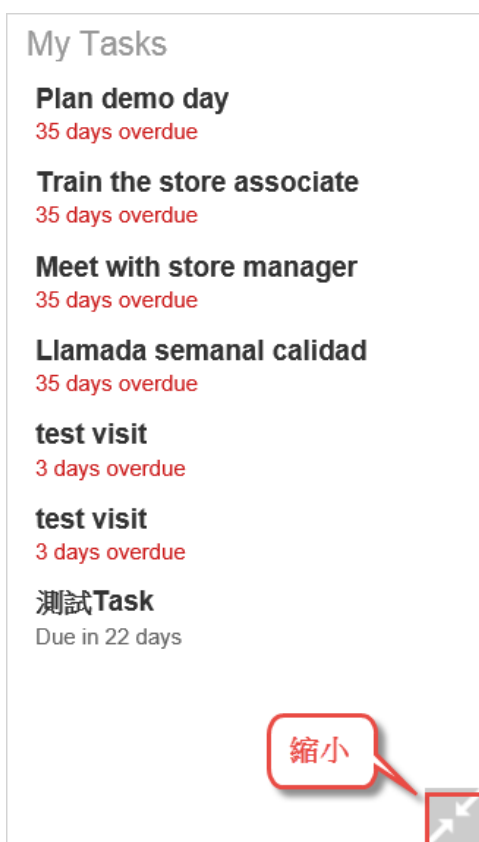 My Tasks
Plan demo day
35 days overdue
Train the store associate
35 days overdue
Meet with store manager
35 days overdue
Llamada semanal calidad
35 days overdue
test visit
3 days overdue
test visit
3 days overdue
測試Task
Due in 22 days
縮小